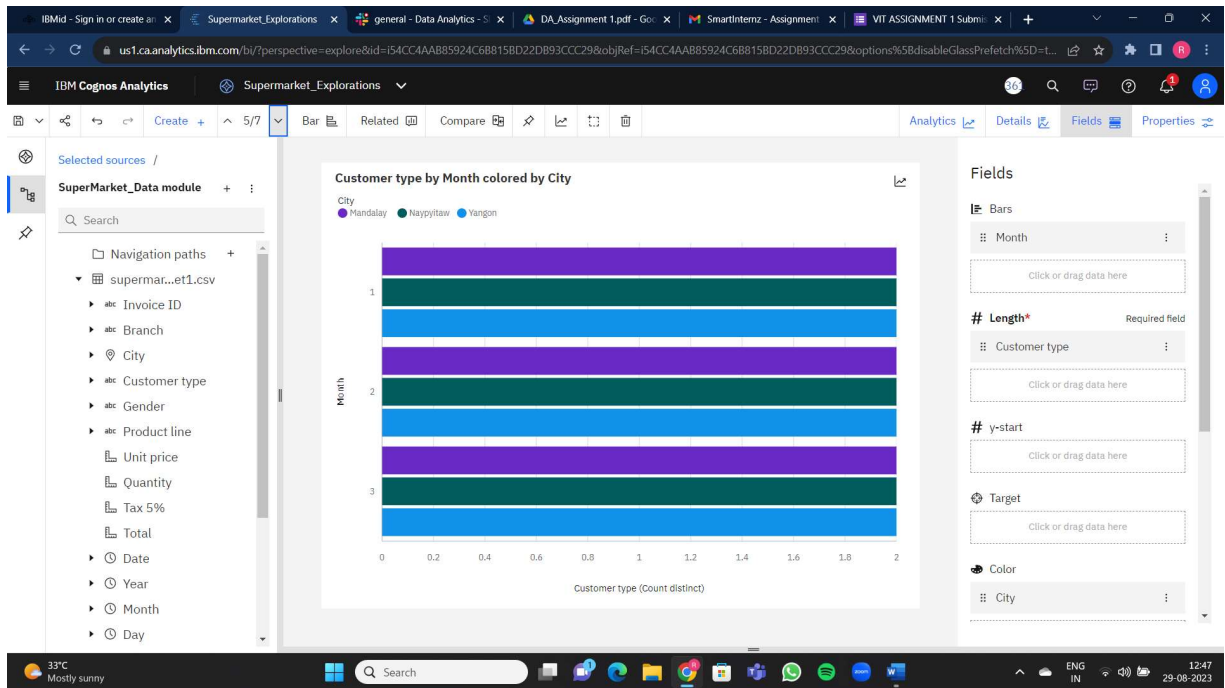 IBMid - Sign in or create an
Supermarket_Explorations
general - Data Analytics - S
DA_Assignment 1.pdf - Goo
SmartInternz - Assignment
VIT ASSIGNMENT 1 Submis
us1.ca.analytics.ibm.com/bi/?perspective=explore&id=i54CC4AAB85924C6B815BD22DB93CCC29&objRef=i54CC4AAB85924C6B815BD22DB93CCC29&options%5BdisableGlassPrefetch%5D=t...
R
IBM Cognos Analytics
Supermarket_Explorations
361
1
Create +
5/7
Bar
Related
Compare
Analytics
Details
Fields
Properties
Selected sources /
SuperMarket_Data module
Search
Navigation paths +
supermar...et1.csv
abc Invoice ID
abc Branch
City
abc Customer type
abc Gender
abc Product line
Unit price
Quantity
Tax 5%
Total
Date
Year
Month
Day
Customer type by Month colored by City
City
Mandalay Naypyitaw Yangon
Month
1
2
3
0 0.2 0.4 0.6 0.8 1 1.2 1.4 1.6 1.8 2
Customer type (Count distinct)
Fields
Bars
Month
Click or drag data here
# Length* Required field
Customer type
Click or drag data here
# y-start
Click or drag data here
Target
Click or drag data here
Color
City
33°C
Mostly sunny
Search
zoom
ENG
IN
12:47
29-08-2023